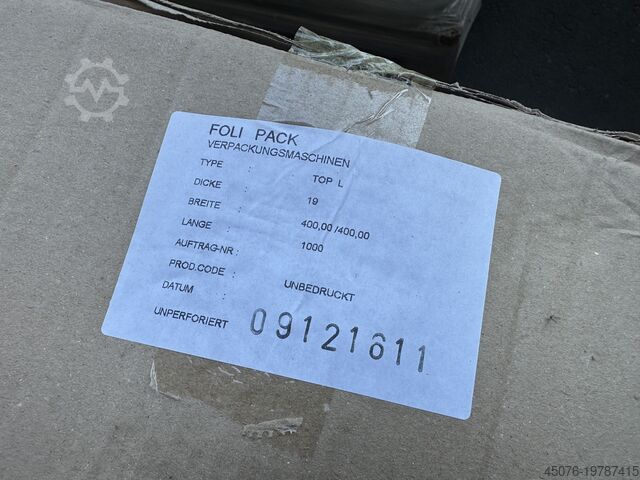 FOLI PACK
VERPACKUNGSMASCHINEN
TYPE : TOP L
DICKE : 19
BREITE : 400,00/400,00
LANGE : 1000
AUFTRAG-NR :
PROD.CODE : UNBEDRUCKT
DATUM :
UNPERFORIERT 09121611
45076-19787415